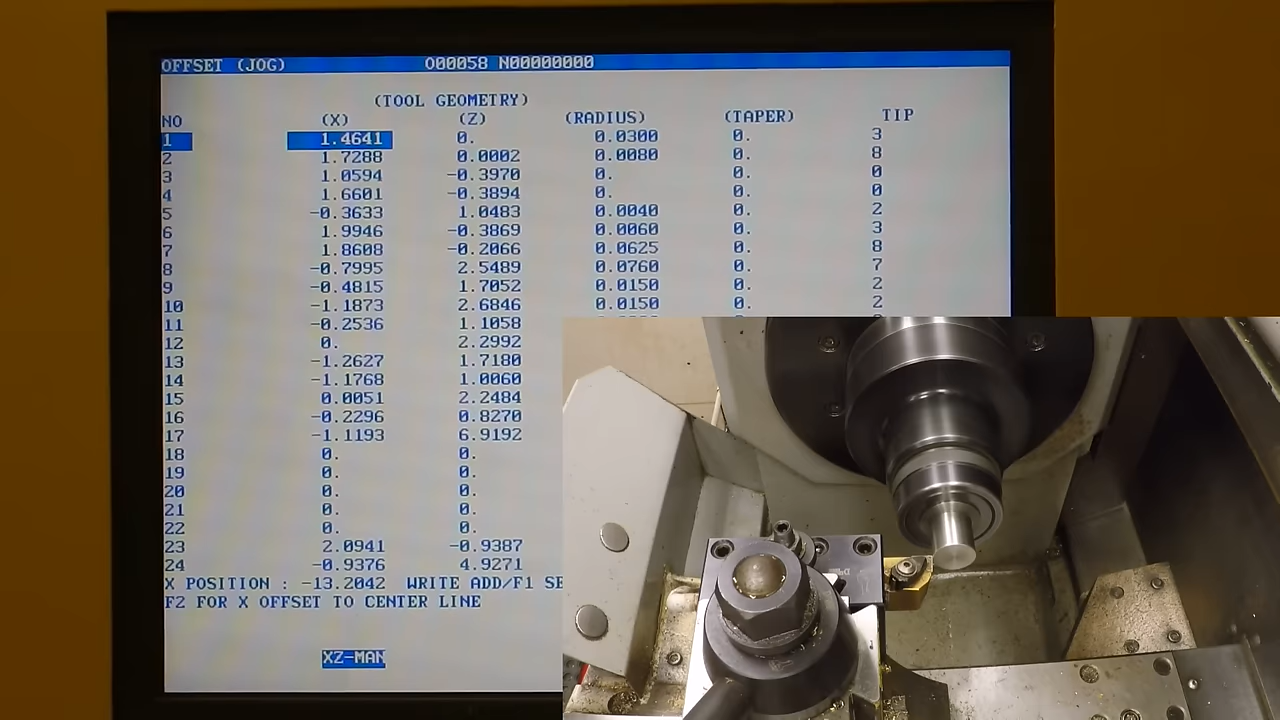 OFFSET (JOG) O00058 N00000000
(TOOL GEOMETRY)
NO (X) (Z) (RADIUS) (TAPER) TIP
1 1.4641 0. 0.0300 0. 3
2 1.7288 0.0002 0.0080 0. 8
3 1.0594 -0.3970 0. 0. 0
4 1.6601 -0.3894 0. 0. 0
5 -0.3633 1.0483 0.0040 0. 2
6 1.9946 -0.3869 0.0060 0. 3
7 1.8608 -0.2066 0.0625 0. 8
8 -0.7995 2.5489 0.0760 0. 7
9 -0.4815 1.7052 0.0150 0. 2
10 -1.1873 2.6846 0.0150 0. 2
11 -0.2536 1.1058
12 0. 2.2992
13 -1.2627 1.7180
14 -1.1768 1.0060
15 0.0051 2.2484
16 -0.2296 0.8270
17 -1.1193 6.9192
18 0. 0.
19 0. 0.
20 0. 0.
21 0. 0.
22 0. 0.
23 2.0941 -0.9387
24 -0.9376 4.9271
X POSITION : -13.2042 WRITE ADD/F1 SE
F2 FOR X OFFSET TO CENTER LINE
XZ-MAN